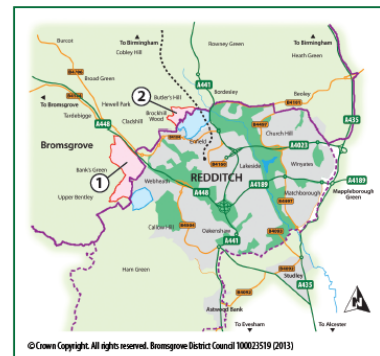 To Birmingham
Cobley Hill
Rowney Green
To Birmingham
Burcot
Heath Green
Broad Green
A441
To Bromsgrove
Hewell Park
Butler's Hill
Bordesley
Beoley
A435
Tardebigge
2
Brockhill
Wood
A448
Clackhill
Enfield
Church Hill
Bromsgrove
A4023
Bank's Green
Lakeside
Winyates
1
Webheath
REDDITCH
A4189
A4189
Upper Bentley
A448
Matchborough
Mappleborough
Green
Callow Hill
Oakenshaw
A441
Ham Green
Studley
A435
Astwood Bank
N
To Evesham
To Alcester
© Crown Copyright. All rights reserved. Bromsgrove District Council 100023519 (2013)